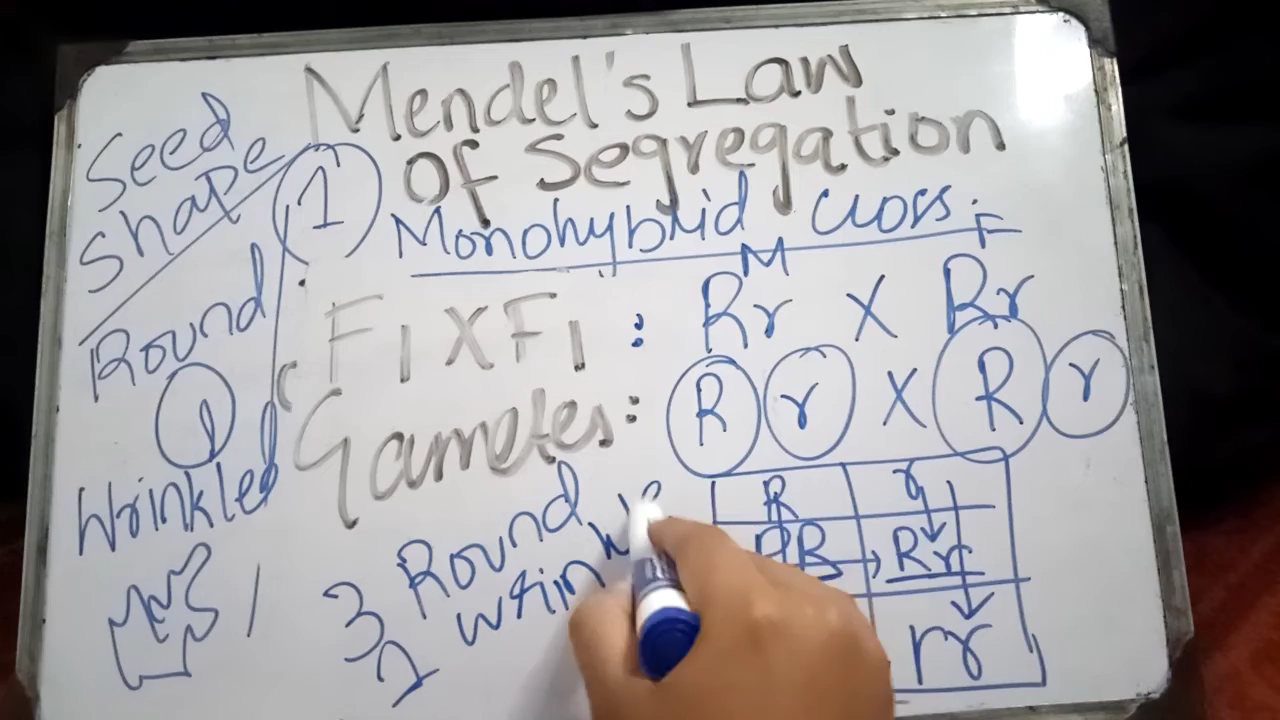 Mendel's Law
Of Segregation
Seed
shape
1
Monohybrid cross.
M F
F1 X F1 : Rr X Rr
Round
Gametes: R r X R r
Wrinkled
R r
RR Rr
rr
3 Round
1 wrink